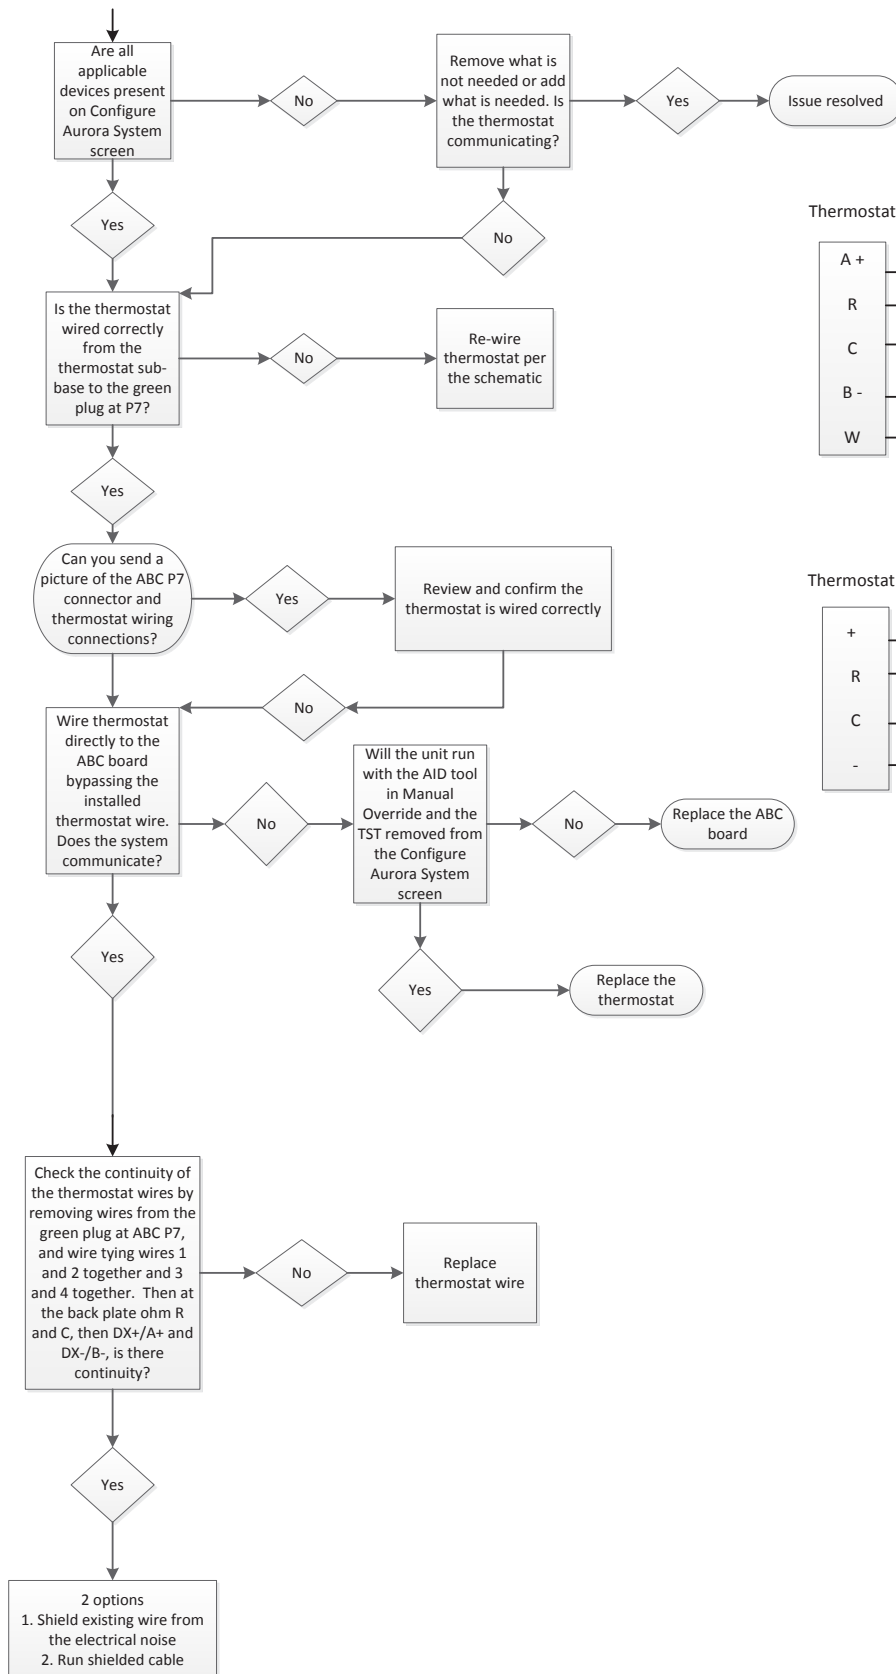 Are all
applicable
devices present
on Configure
Aurora System
screen
No
Remove what is
not needed or add
what is needed. Is
the thermostat
communicating?
Yes
Issue resolved
Yes
No
Thermostat
A +
R
C
B -
W
Is the thermostat
wired correctly
from the
thermostat sub-
base to the green
plug at P7?
No
Re-wire
thermostat per
the schematic
Yes
Can you send a
picture of the ABC P7
connector and
thermostat wiring
connections?
Yes
Review and confirm the
thermostat is wired correctly
Thermostat
+
R
C
-
No
Wire thermostat
directly to the
ABC board
bypassing the
installed
thermostat wire.
Does the system
communicate?
No
Will the unit run
with the AID tool
in Manual
Override and the
TST removed from
the Configure
Aurora System
screen
No
Replace the ABC
board
Yes
Yes
Replace the
thermostat
Check the continuity of
the thermostat wires by
removing wires from the
green plug at ABC P7,
and wire tying wires 1
and 2 together and 3
and 4 together.  Then at
the back plate ohm R
and C, then DX+/A+ and
DX-/B-, is there
continuity?
No
Replace
thermostat wire
Yes
2 options
1. Shield existing wire from
the electrical noise
2. Run shielded cable